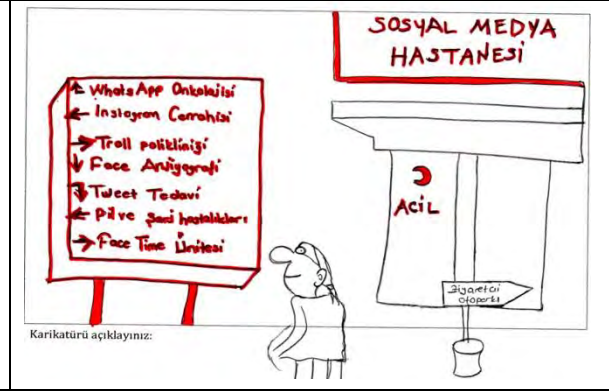 SOSYAL MEDYA
HASTANESİ
WhatsApp Onkolojisi
Instagram Cerrahisi
Troll polikliniği
Face Anjiyografi
Tweet Tedavi
Pil ve Şarj hastalıkları
Face Time Ünitesi
ACİL
Ziyaretçi
otoparkı
Karikatürü açıklayınız: